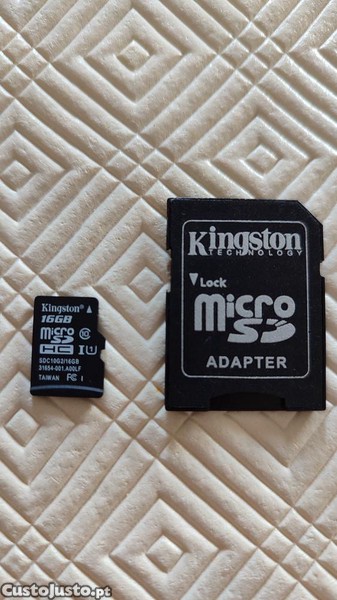 Kingston
16GB
micro
SD
HC I U1
10
SDC10G2/16GB
31654-001.A00LF
TAIWAN FC I
Kingston
TECHNOLOGY
Lock
micro
SD
ADAPTER
CustoJusto.pt